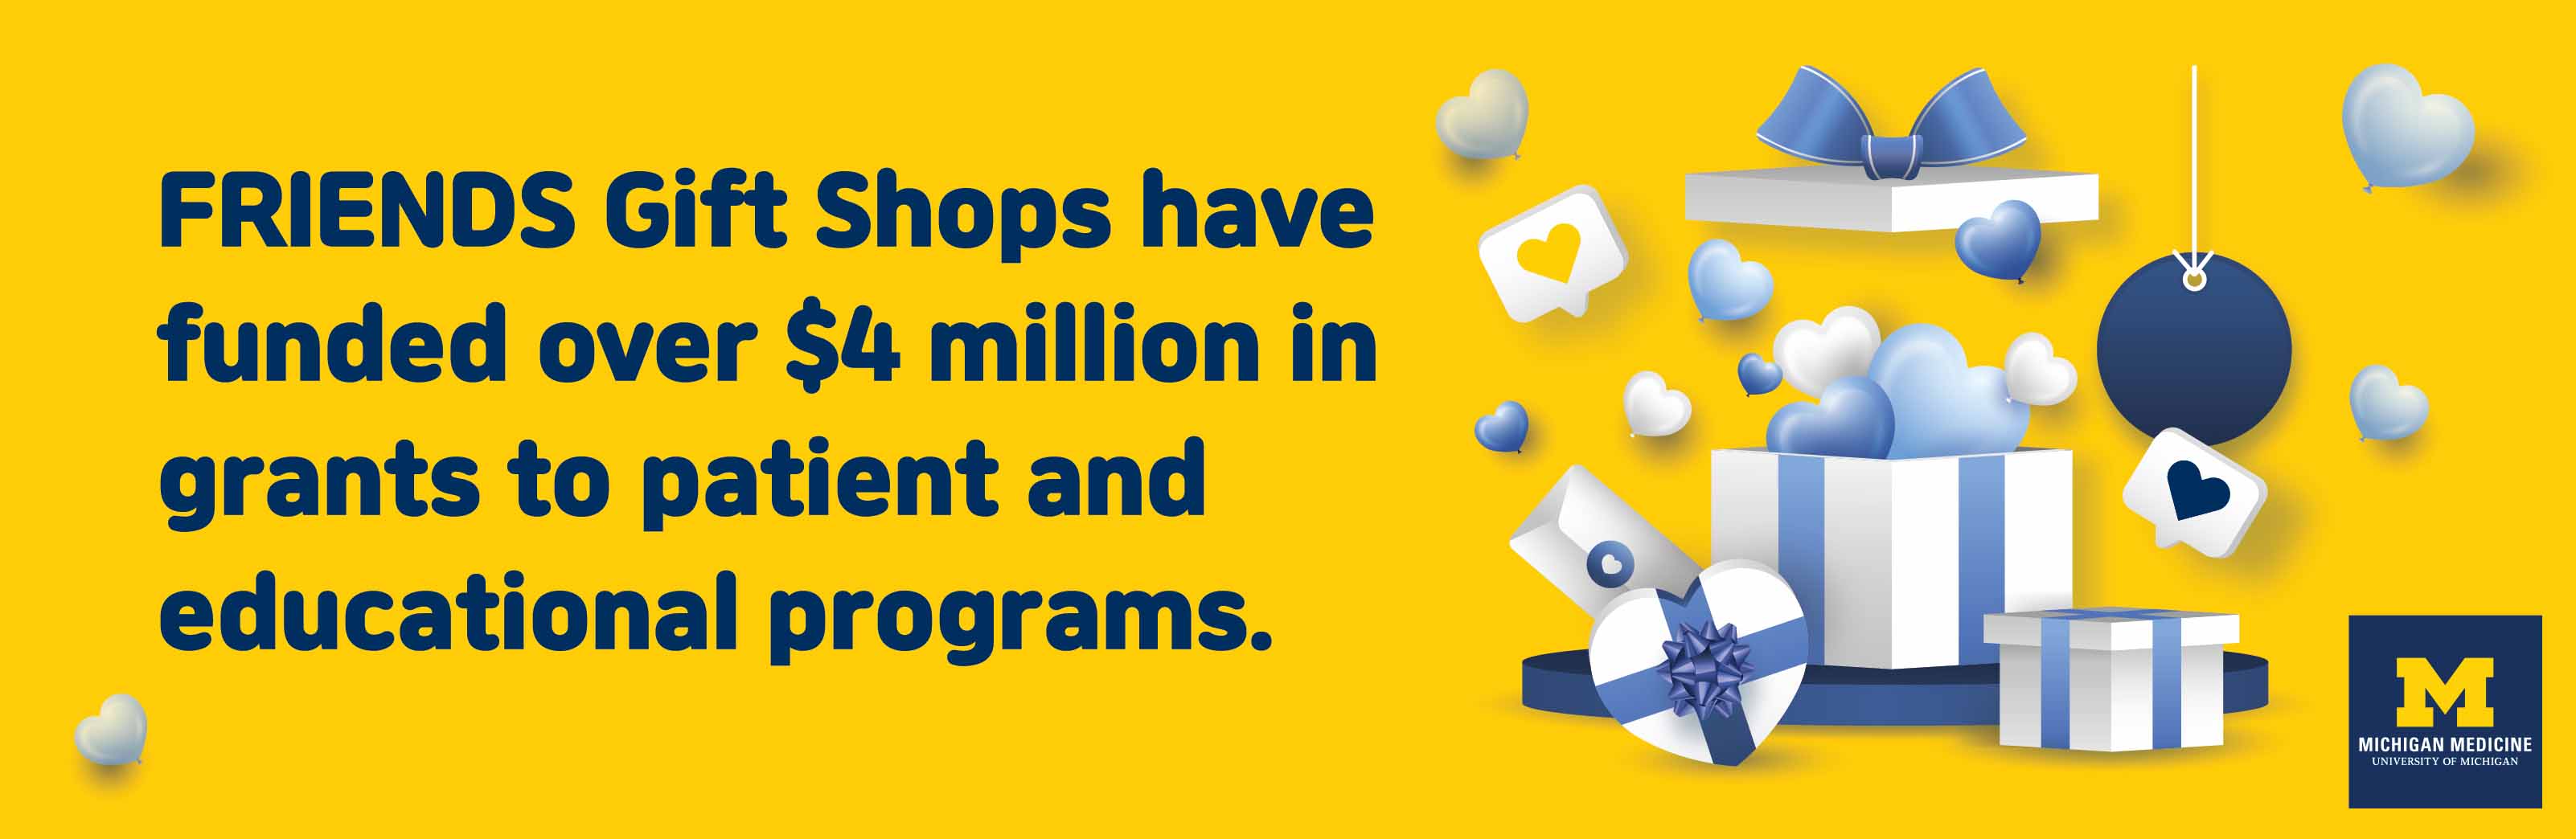 FRIENDS Gift Shops have
funded over $4 million in
grants to patient and
educational programs.
M
MICHIGAN MEDICINE
UNIVERSITY OF MICHIGAN